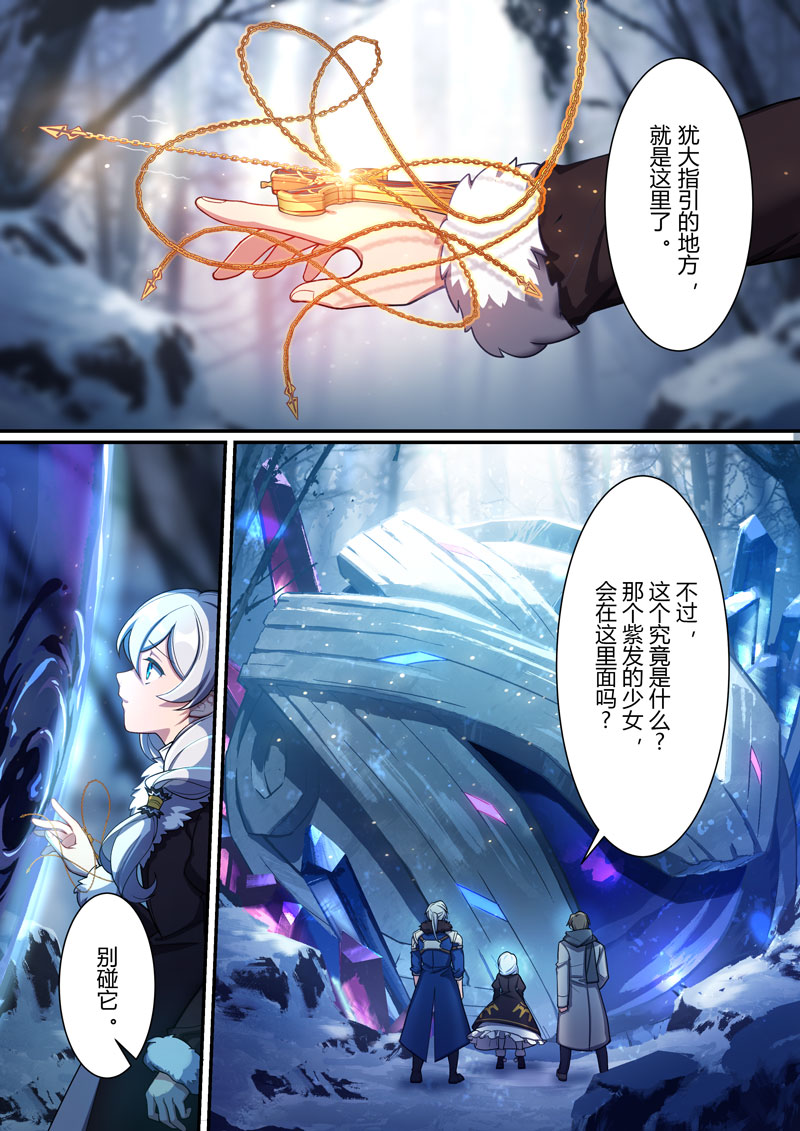 犹大指引的地方，
就是这里了。
不过，
这个究竟是什么？
那个紫发的少女，
会在这里面吗？
别碰它。